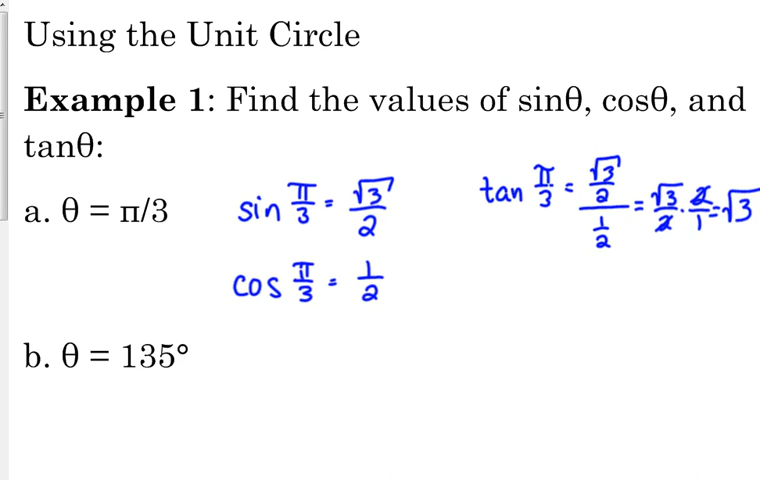 Using the Unit Circle
Example 1: Find the values of sinθ, cosθ, and
tanθ:
a. θ = π/3
sin π/3 = √3/2
cos π/3 = 1/2
tan π/3 = (√3/2)/(1/2) = √3/2 · 2/1 = √3
b. θ = 135°